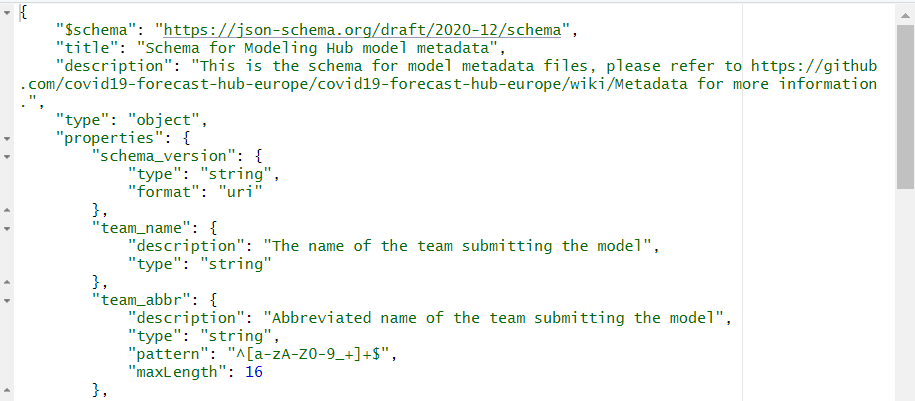 {
    "$schema": "https://json-schema.org/draft/2020-12/schema",
    "title": "Schema for Modeling Hub model metadata",
    "description": "This is the schema for model metadata files, please refer to https://github
.com/covid19-forecast-hub-europe/covid19-forecast-hub-europe/wiki/Metadata for more information
.",
    "type": "object",
    "properties": {
        "schema_version": {
            "type": "string",
            "format": "uri"
        },
        "team_name": {
            "description": "The name of the team submitting the model",
            "type": "string"
        },
        "team_abbr": {
            "description": "Abbreviated name of the team submitting the model",
            "type": "string",
            "pattern": "^[a-zA-Z0-9_+]+$",
            "maxLength": 16
        },